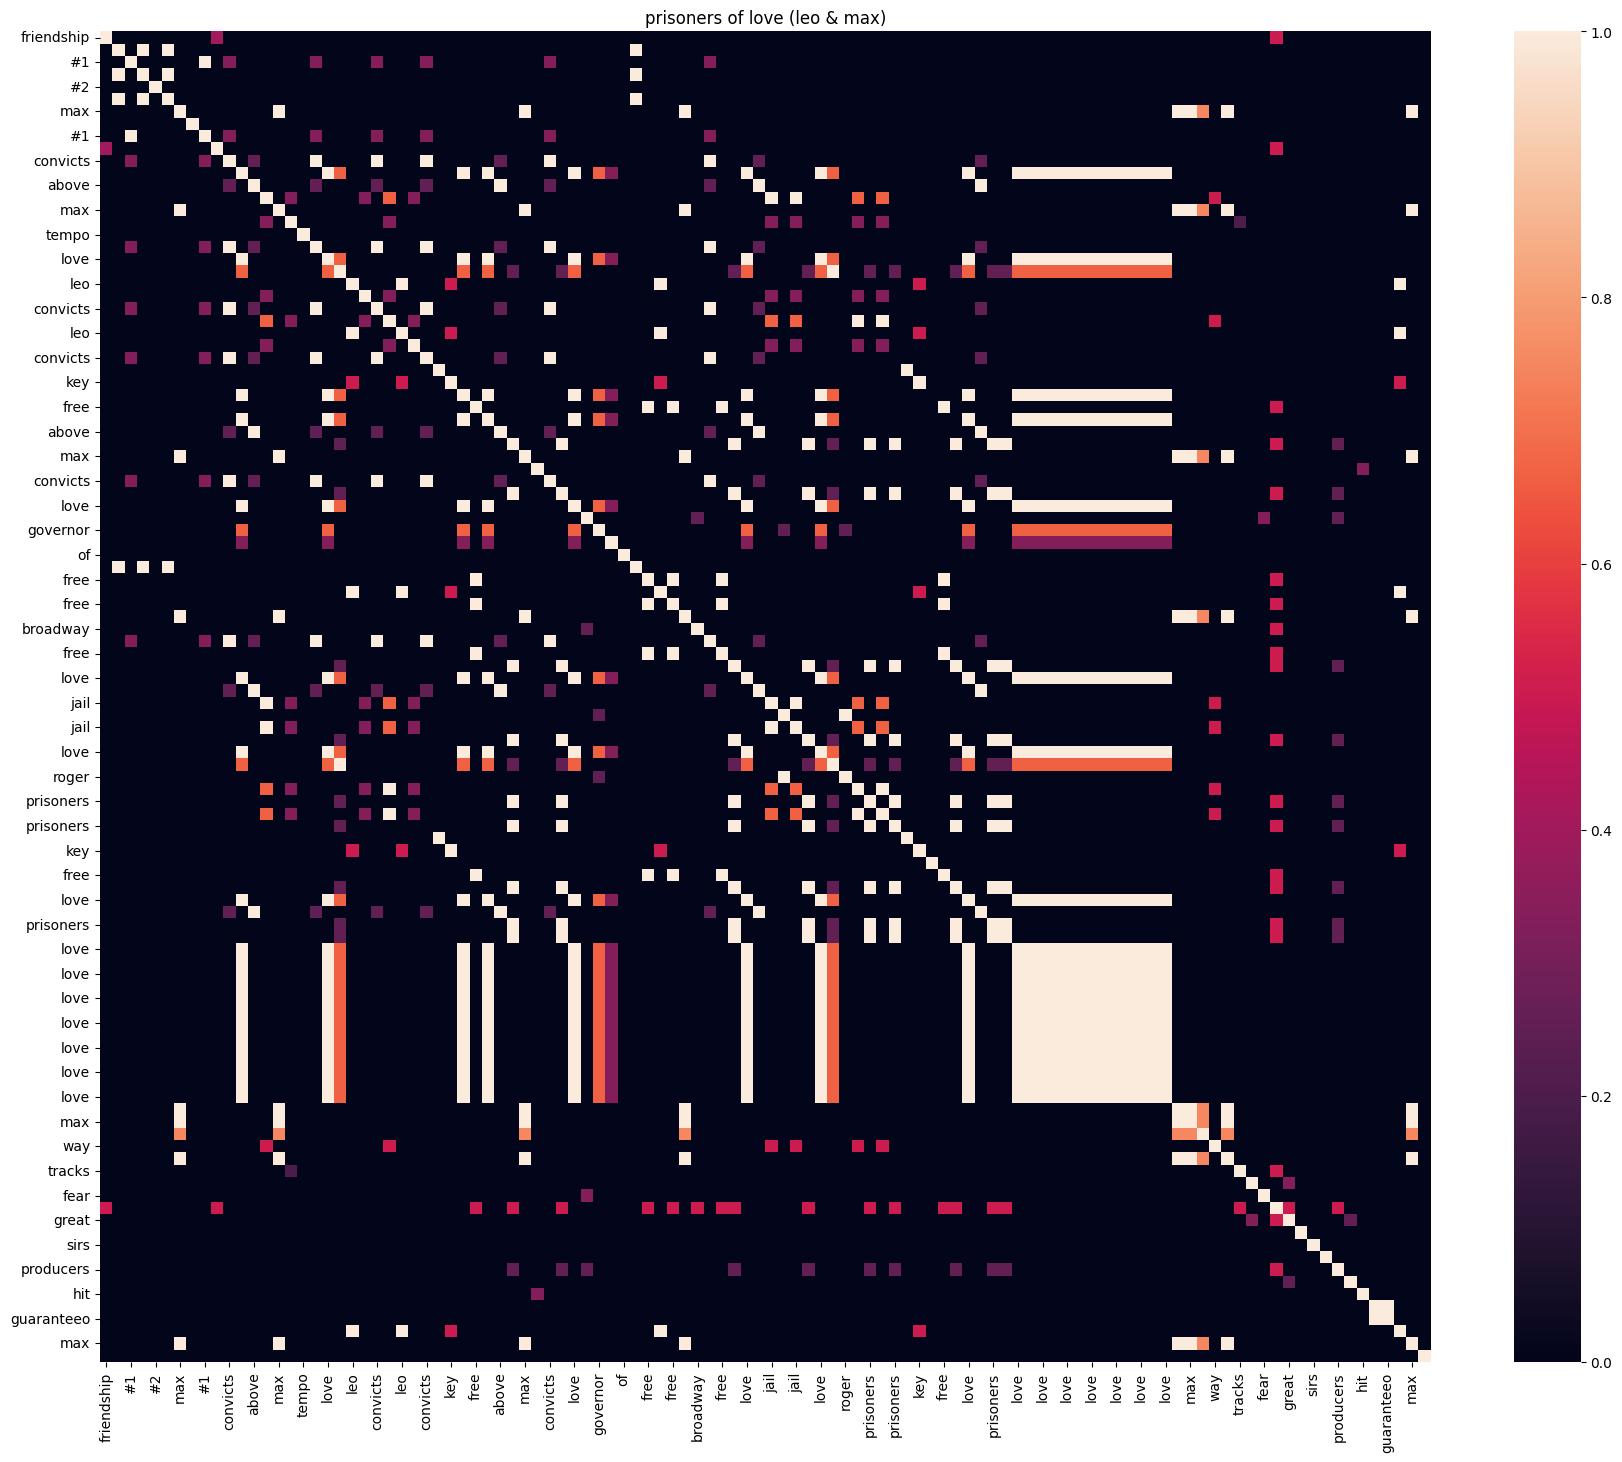 prisoners of love (leo & max)
friendship
#1
#2
max
#1
convicts
above
max
tempo
love
leo
convicts
leo
convicts
key
free
above
max
convicts
love
governor
of
free
free
broadway
free
love
jail
jail
love
roger
prisoners
prisoners
key
free
love
prisoners
love
love
love
love
love
love
love
max
way
tracks
fear
great
sirs
producers
hit
guaranteeo
max
friendship
#1
#2
max
#1
convicts
above
max
tempo
love
leo
convicts
leo
convicts
key
free
above
max
convicts
love
governor
of
free
free
broadway
free
love
jail
jail
love
roger
prisoners
prisoners
key
free
love
prisoners
love
love
love
love
love
love
love
max
way
tracks
fear
great
sirs
producers
hit
guaranteeo
max
1.0
0.8
0.6
0.4
0.2
0.0